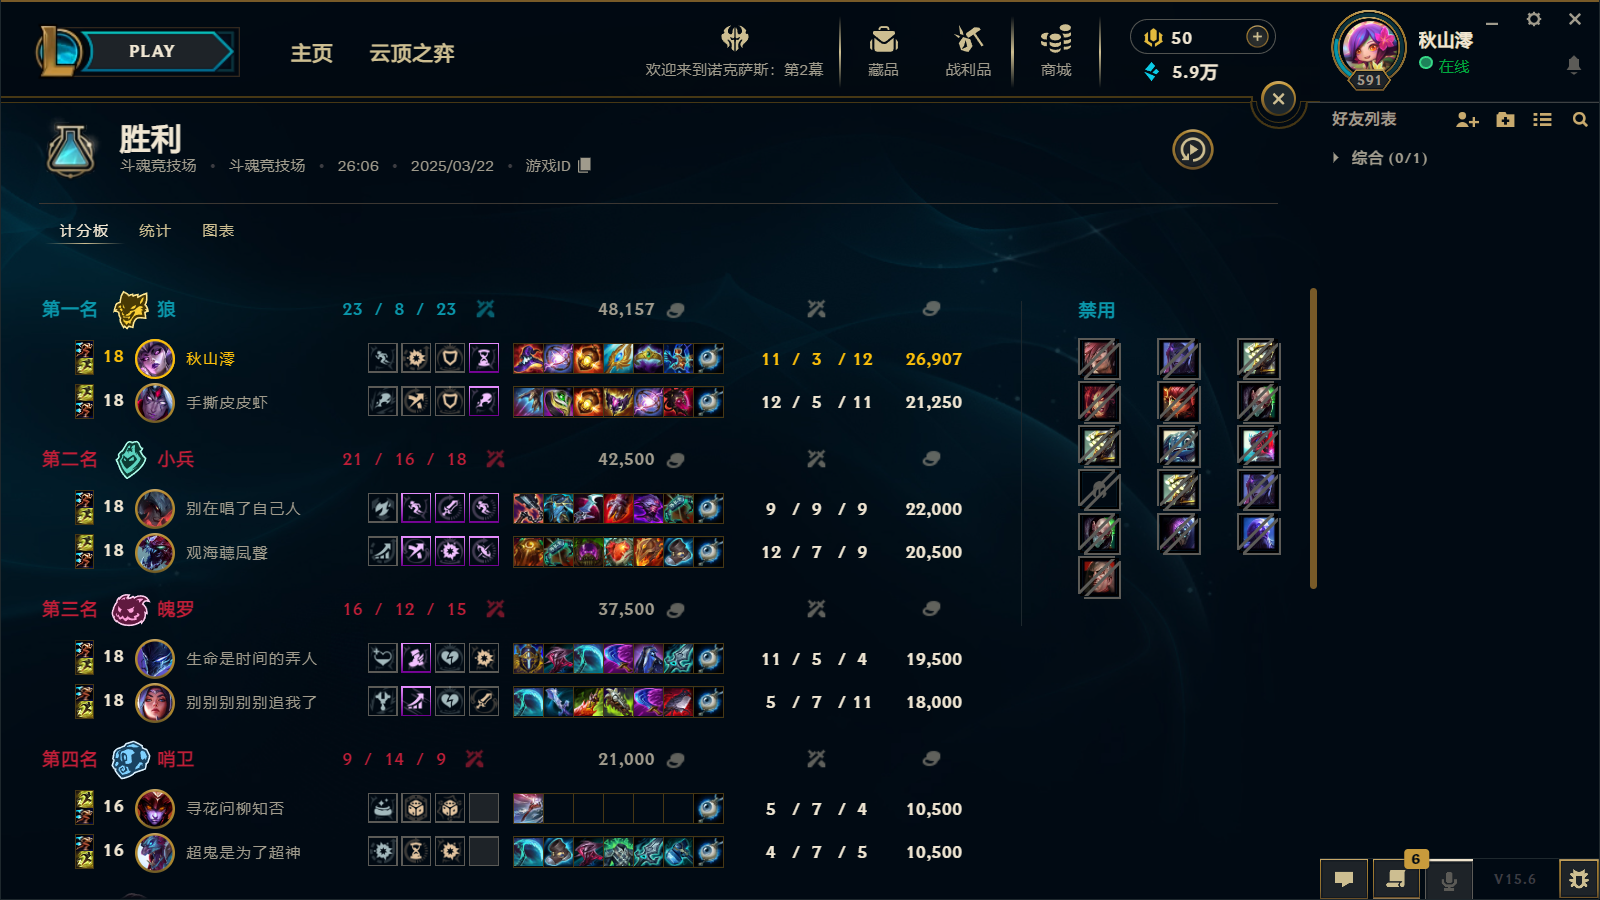 PLAY
主页
云顶之弈
欢迎来到诺克萨斯：第2幕
藏品
战利品
商城
50
5.9万
591
秋山澪
在线
胜利
斗魂竞技场 • 斗魂竞技场 • 26:06 • 2025/03/22 • 游戏ID
好友列表
综合 (0/1)
计分板
统计
图表
第一名 狼 23 / 8 / 23 48,157
18 秋山澪 11 / 3 / 12 26,907
18 手撕皮皮虾 12 / 5 / 11 21,250
第二名 小兵 21 / 16 / 18 42,500
18 别在唱了自己人 9 / 9 / 9 22,000
18 观海聽凬聲 12 / 7 / 9 20,500
第三名 魄罗 16 / 12 / 15 37,500
18 生命是时间的弄人 11 / 5 / 4 19,500
18 别别别别别追我了 5 / 7 / 11 18,000
第四名 哨卫 9 / 14 / 9 21,000
16 寻花问柳知否 5 / 7 / 4 10,500
16 超鬼是为了超神 4 / 7 / 5 10,500
禁用
6
V15.6